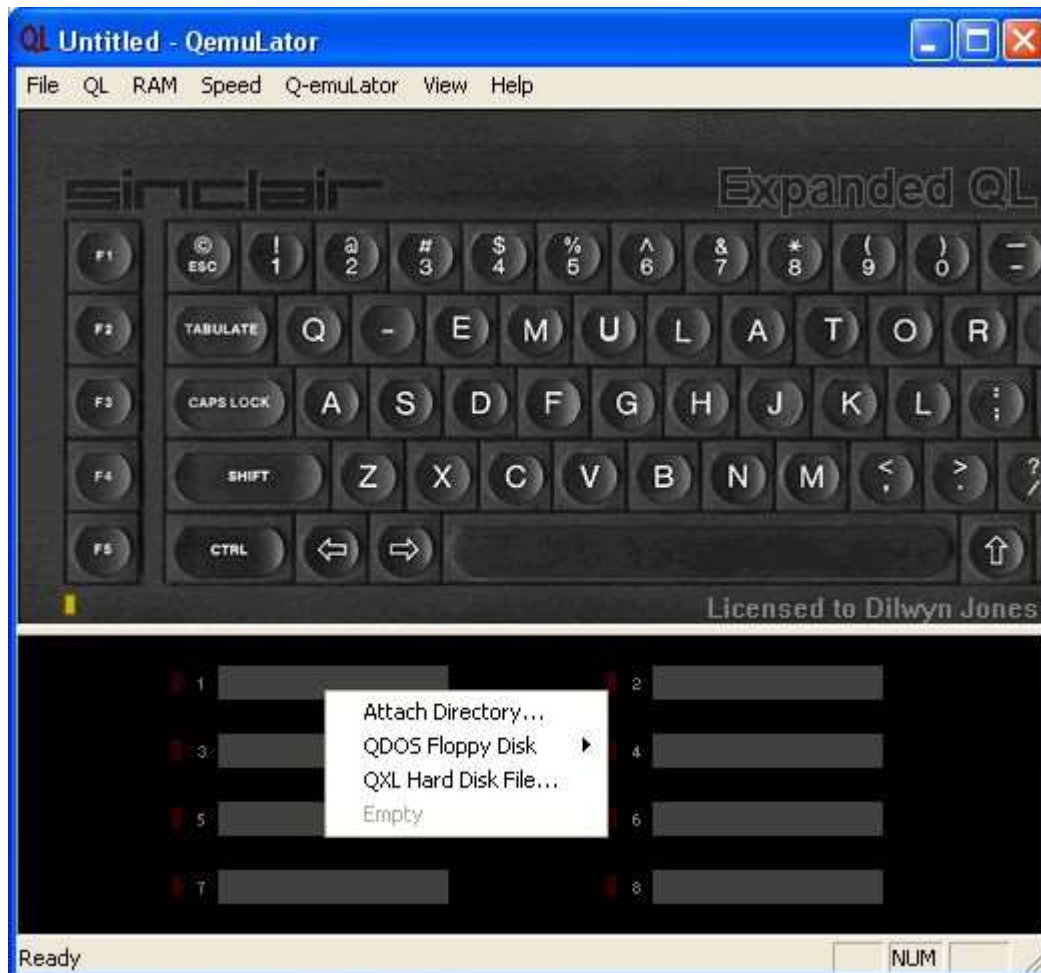 QL Untitled - QemuLator
File QL RAM Speed Q-emuLator View Help
sinclair Expanded QL
F1 © ESC ! 1 @ 2 # 3 $ 4 % 5 ^ 6 & 7 * 8 ( 9 ) 0 — -
F2 TABULATE Q - E M U L A T O R
F3 CAPS LOCK A S D F G H J K L : ;
F4 SHIFT Z X C V B N M < , > . ? /
F5 CTRL ⇦ ⇨ ⇧
Licensed to Dilwyn Jones
1 2
Attach Directory...
QDOS Floppy Disk
3 4
QXL Hard Disk File...
Empty
5 6
7 8
Ready NUM